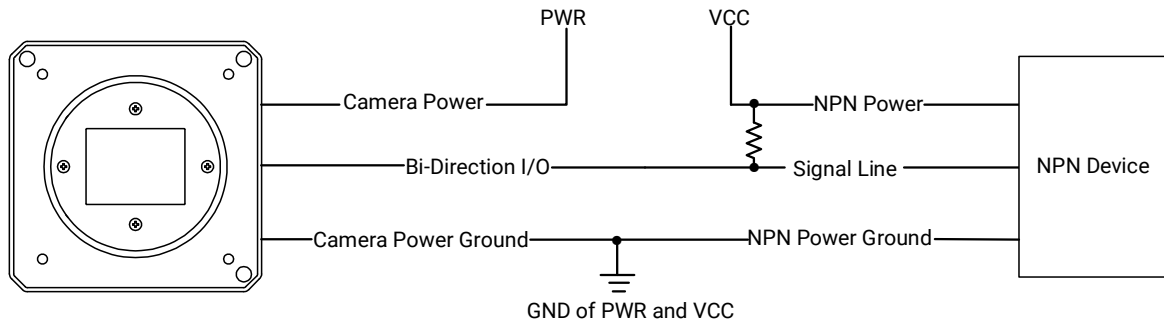 PWR
VCC
Camera Power
NPN Power
Bi-Direction I/O
Signal Line
NPN Device
Camera Power Ground
NPN Power Ground
GND of PWR and VCC